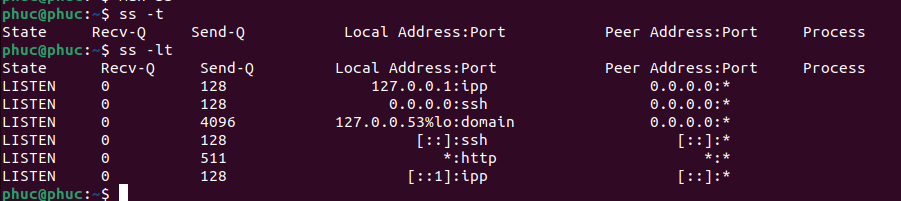 phuc@phuc:~$ ss -t
State Recv-Q Send-Q Local Address:Port Peer Address:Port Process
phuc@phuc:~$ ss -lt
State Recv-Q Send-Q Local Address:Port Peer Address:Port Process
LISTEN 0 128 127.0.0.1:ipp 0.0.0.0:*
LISTEN 0 128 0.0.0.0:ssh 0.0.0.0:*
LISTEN 0 4096 127.0.0.53%lo:domain 0.0.0.0:*
LISTEN 0 128 [::]:ssh [::]:*
LISTEN 0 511 *:http *:*
LISTEN 0 128 [::1]:ipp [::]:*
phuc@phuc:~$